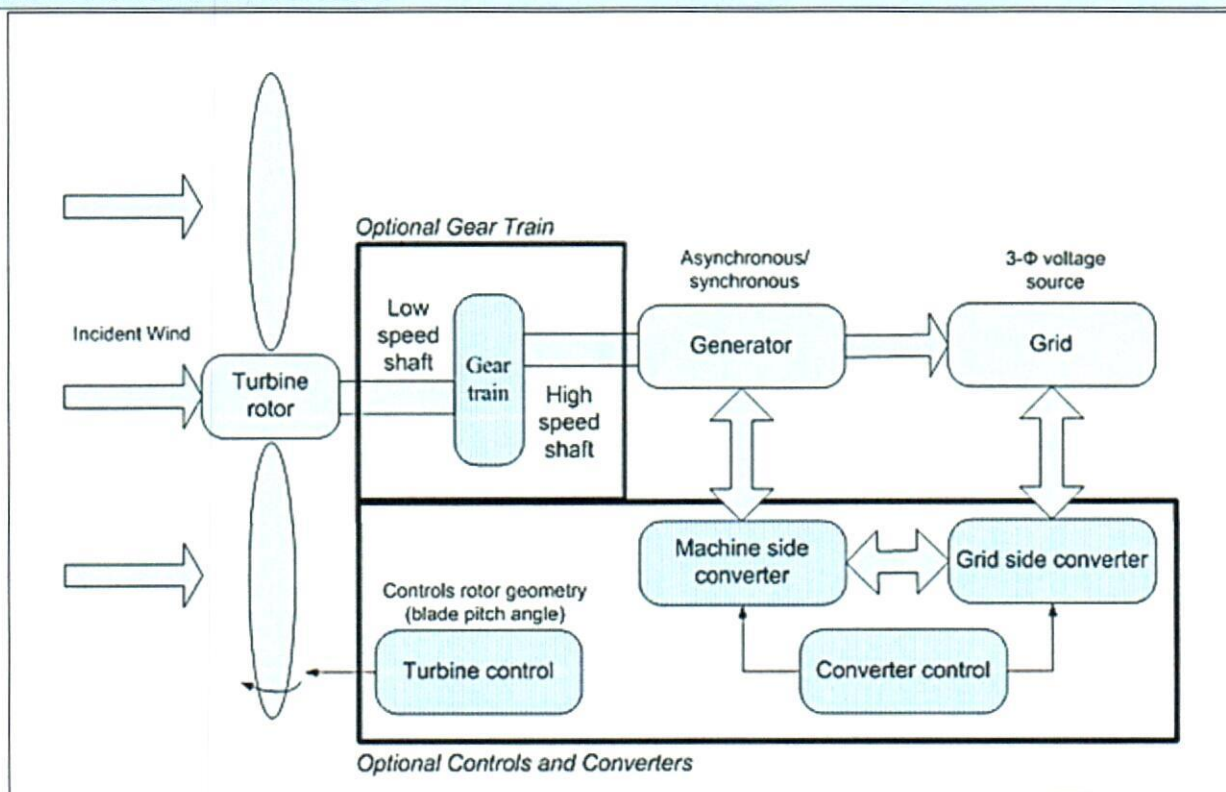 Optional Gear Train
Asynchronous/
synchronous
3-Φ voltage
source
Low
speed
shaft
Incident Wind
Gear
train
Generator
Grid
Turbine
rotor
High
speed
shaft
Machine side
converter
Grid side converter
Controls rotor geometry
(blade pitch angle)
Turbine control
Converter control
Optional Controls and Converters